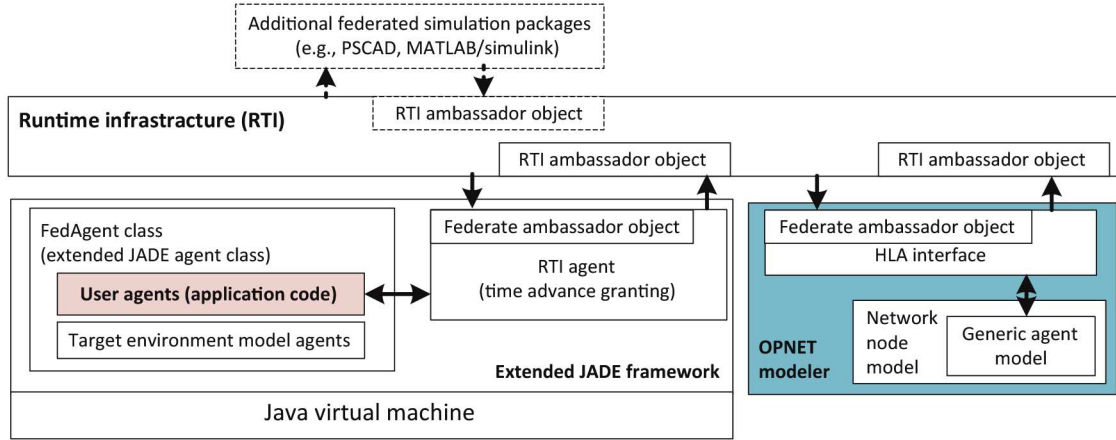 Additional federated simulation packages
(e.g., PSCAD, MATLAB/simulink)
RTI ambassador object
Runtime infrastracture (RTI)
RTI ambassador object
RTI ambassador object
FedAgent class
(extended JADE agent class)
User agents (application code)
Target environment model agents
Federate ambassador object
RTI agent
(time advance granting)
Extended JADE framework
Java virtual machine
Federate ambassador object
HLA interface
Network
node
model
Generic agent
model
OPNET
modeler